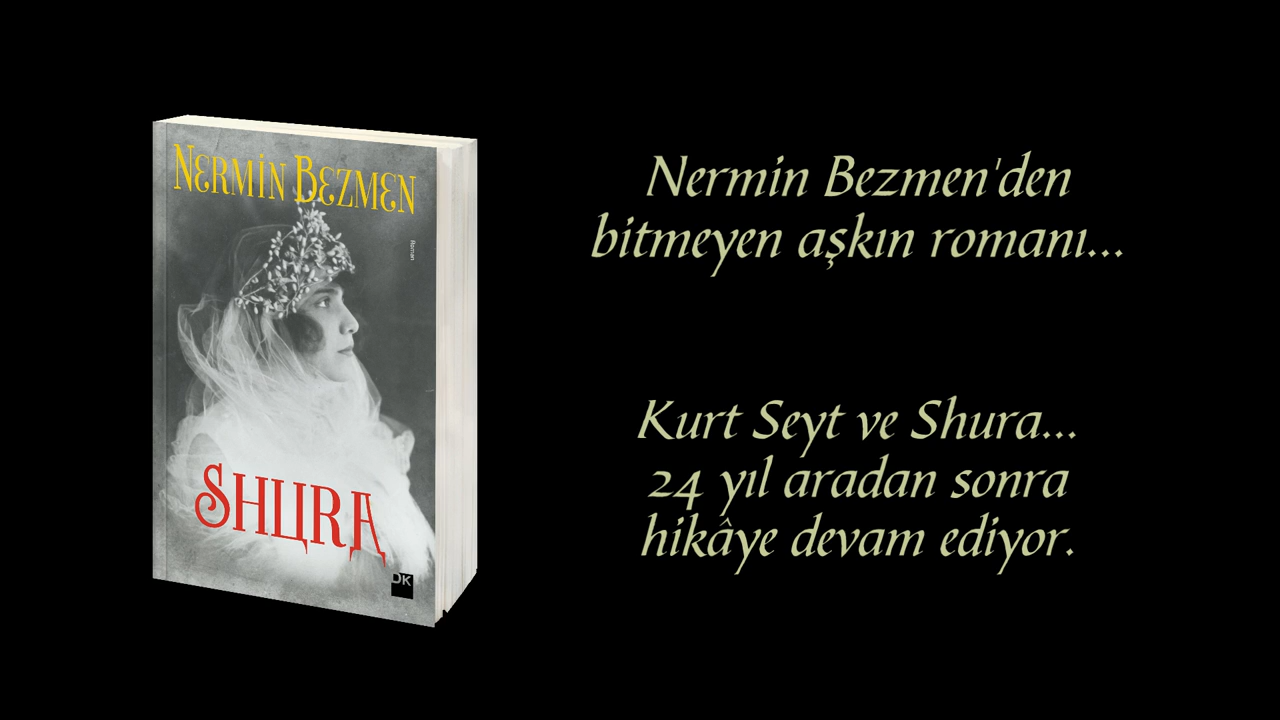 NERMİN BEZMEN
Roman
SHURA
DK
Nermin Bezmen'den
bitmeyen aşkın romanı...
Kurt Seyt ve Shura...
24 yıl aradan sonra
hikâye devam ediyor.